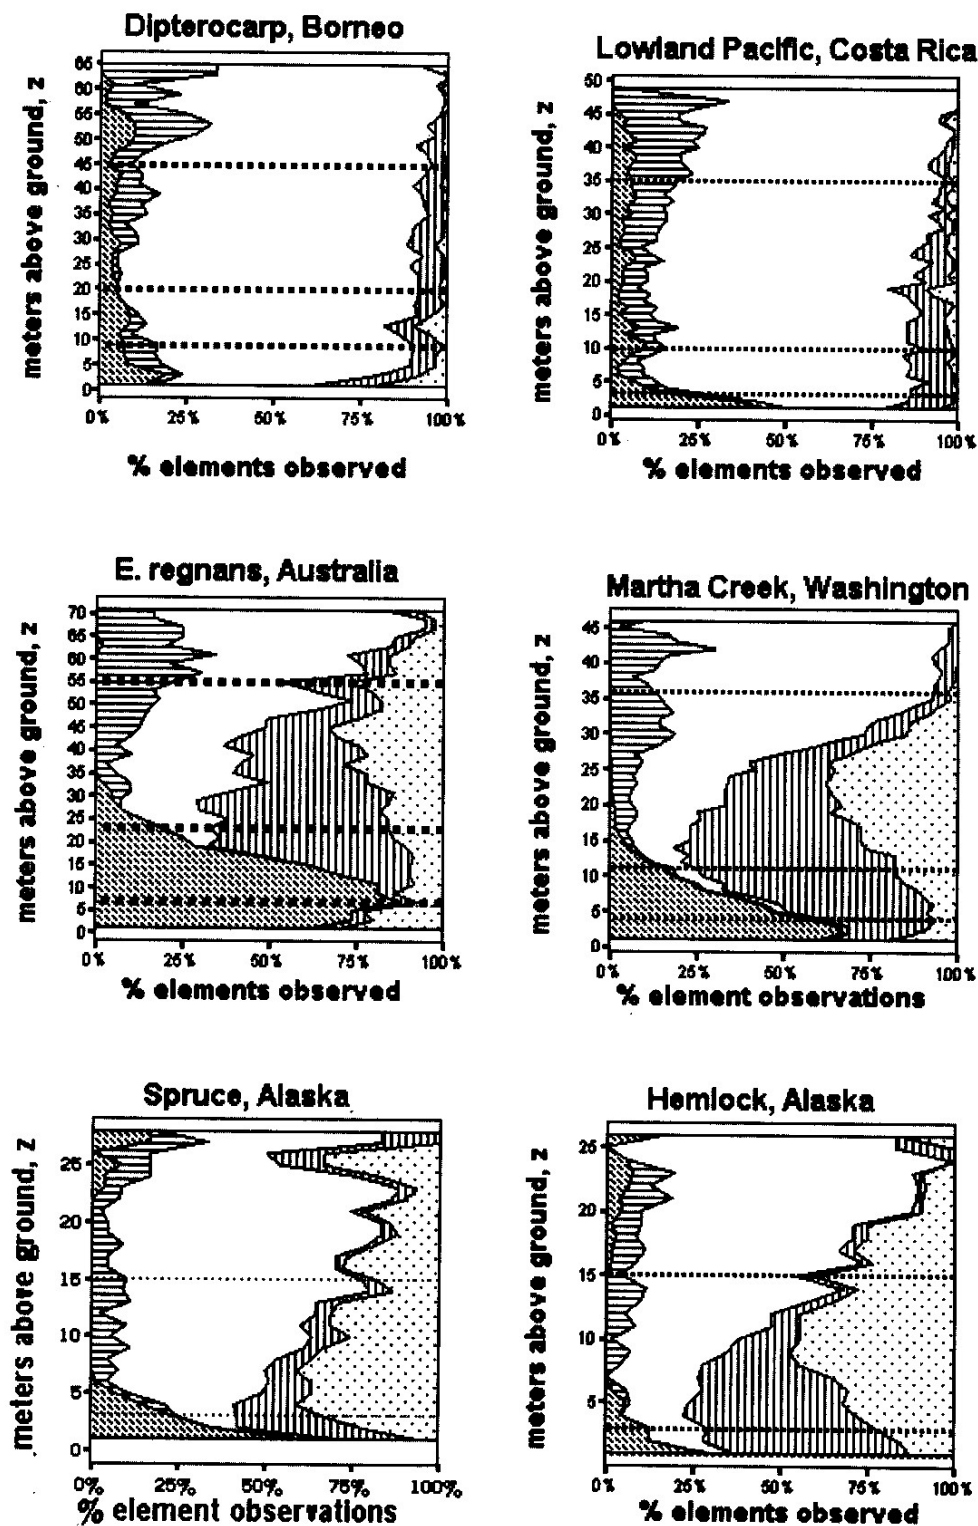 Dipterocarp, Borneo
meters above ground, z
65
60
55
50
45
40
35
30
25
20
15
10
5
0
0% 25% 50% 75% 100%
% elements observed
Lowland Pacific, Costa Rica
meters above ground, z
50
45
40
35
30
25
20
15
10
5
0
0% 25% 50% 75% 100%
% elements observed
E. regnans, Australia
meters above ground, z
70
65
60
55
50
45
40
35
30
25
20
15
10
5
0
0% 25% 50% 75% 100%
% elements observed
Martha Creek, Washington
meters above ground, z
45
40
35
30
25
20
15
10
5
0
0% 25% 50% 75% 100%
% element observations
Spruce, Alaska
meters above ground, z
25
20
15
10
5
0
0% 25% 50% 75% 100%
% element observations
Hemlock, Alaska
meters above ground, z
25
20
15
10
5
0% 25% 50% 75% 100%
% elements observed